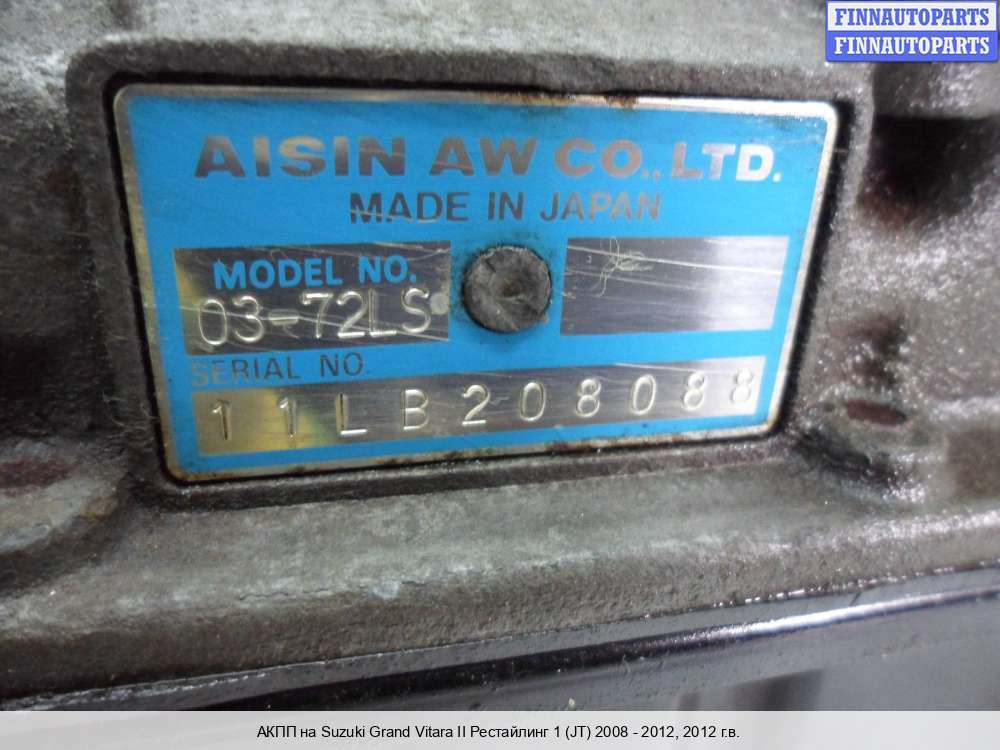 FINNAUTOPARTS
FINNAUTOPARTS
AISIN AW CO., LTD.
MADE IN JAPAN
MODEL NO.
03-72LS
SERIAL NO.
11LB208088
АКПП на Suzuki Grand Vitara II Рестайлинг 1 (JT) 2008 - 2012, 2012 г.в.